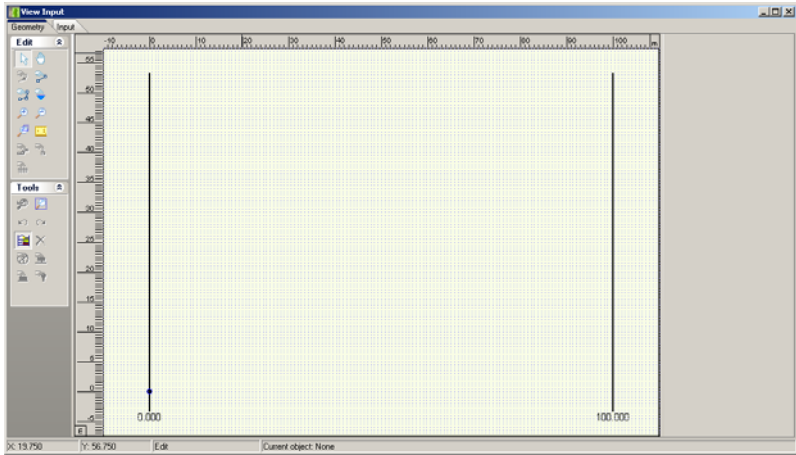 View Input
Geometry Input
Edit
-10 0 10 20 30 40 50 60 70 80 90 100 m
Tools
55
50
45
40
35
30
25
20
15
10
5
0
-5
0.000 100.000
X: 19.750 Y: 56.750 Edit Current object: None